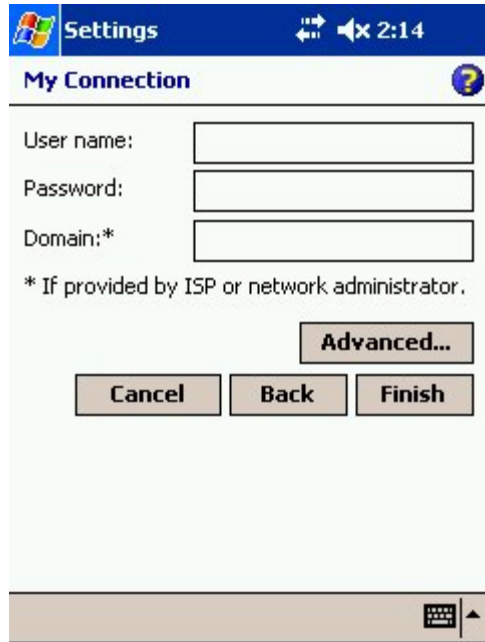 Settings 2:14
My Connection ?
User name:
Password:
Domain:*
* If provided by ISP or network administrator.
Advanced...
Cancel Back Finish